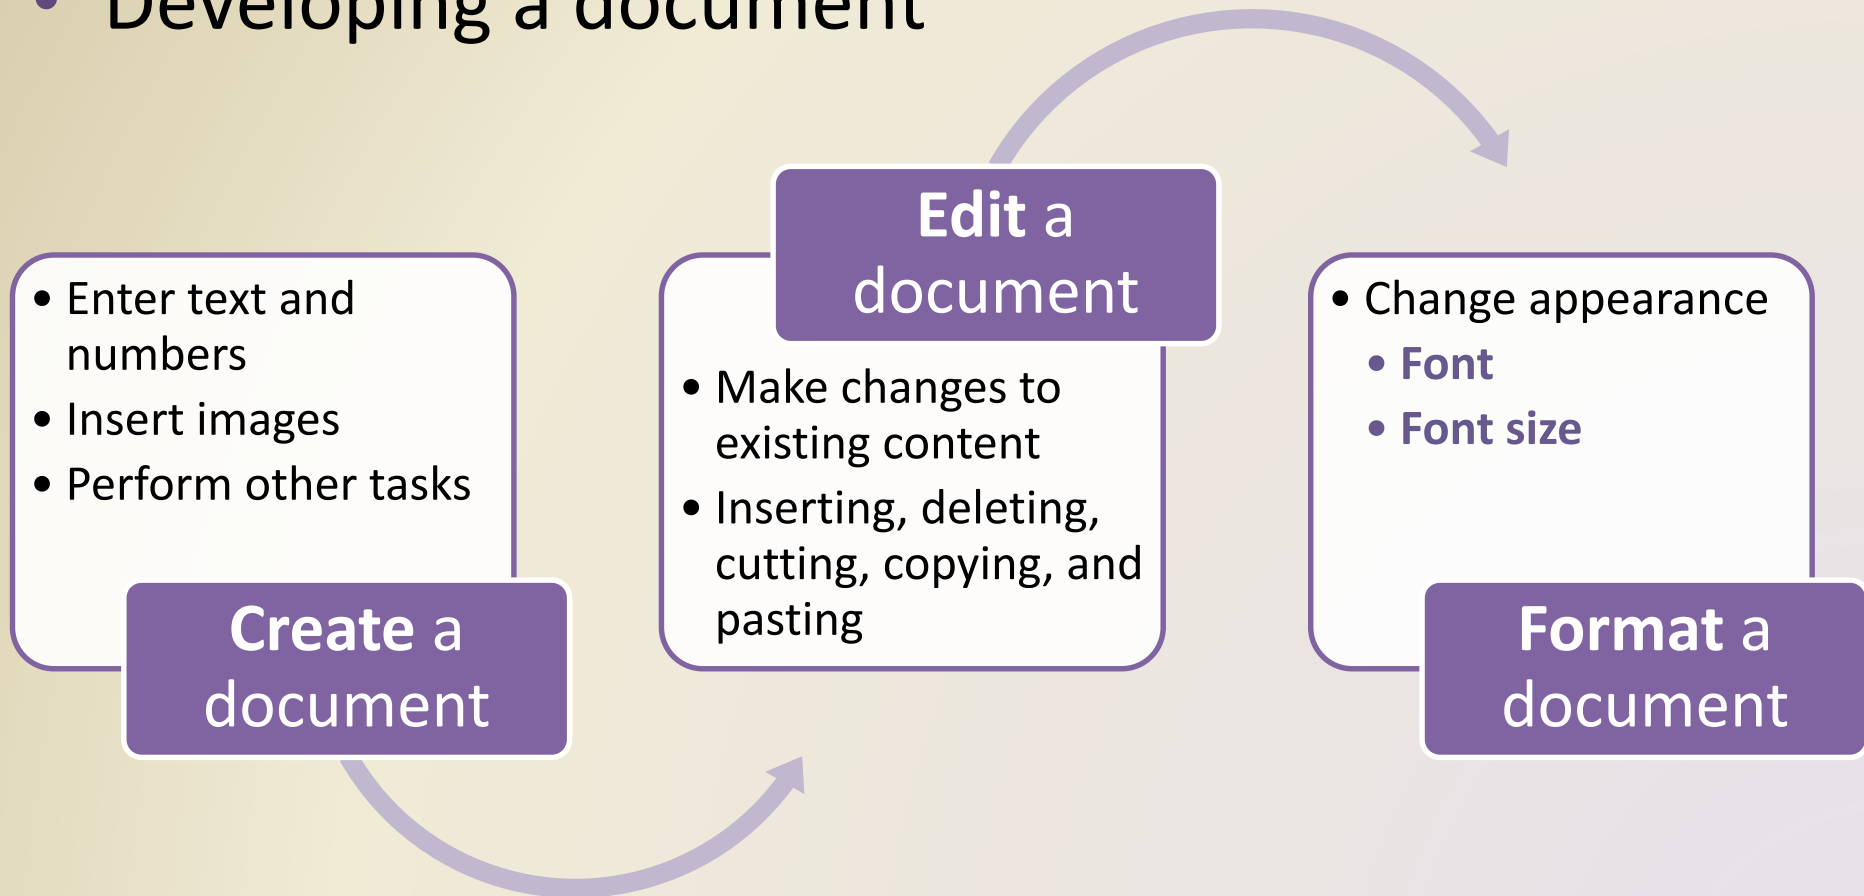 • Developing a document
• Enter text and
numbers
• Insert images
• Perform other tasks
Create a
document
Edit a
document
• Make changes to
existing content
• Inserting, deleting,
cutting, copying, and
pasting
• Change appearance
• Font
• Font size
Format a
document